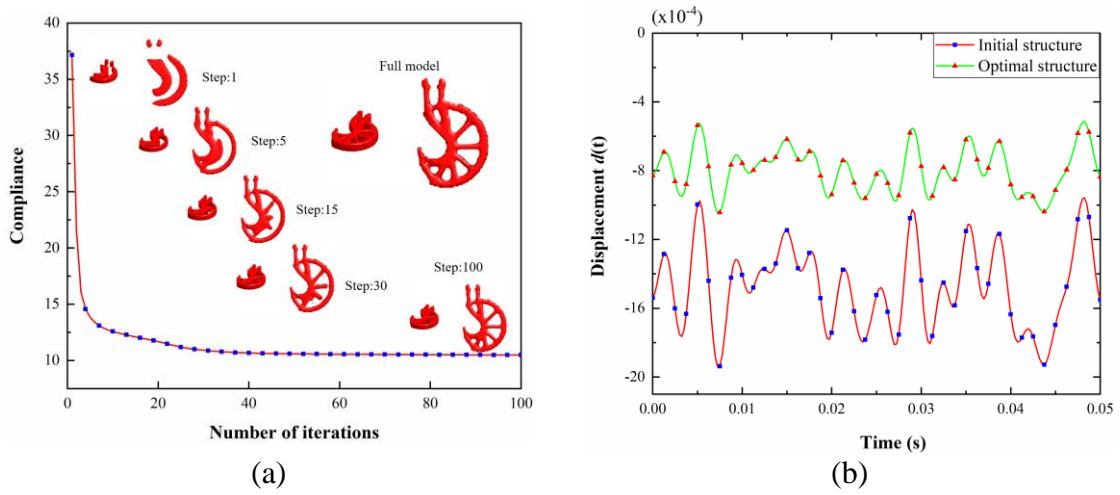 40
35
30
25
20
15
10
Compliance
Step:1
Step:5
Step:15
Step:30
Step:100
Full model
0
20
40
60
80
100
Number of iterations
(a)
(x10⁻⁴)
0
-4
-8
-12
-16
-20
Displacement d(t)
Initial structure
Optimal structure
0.00
0.01
0.02
0.03
0.04
0.05
Time (s)
(b)